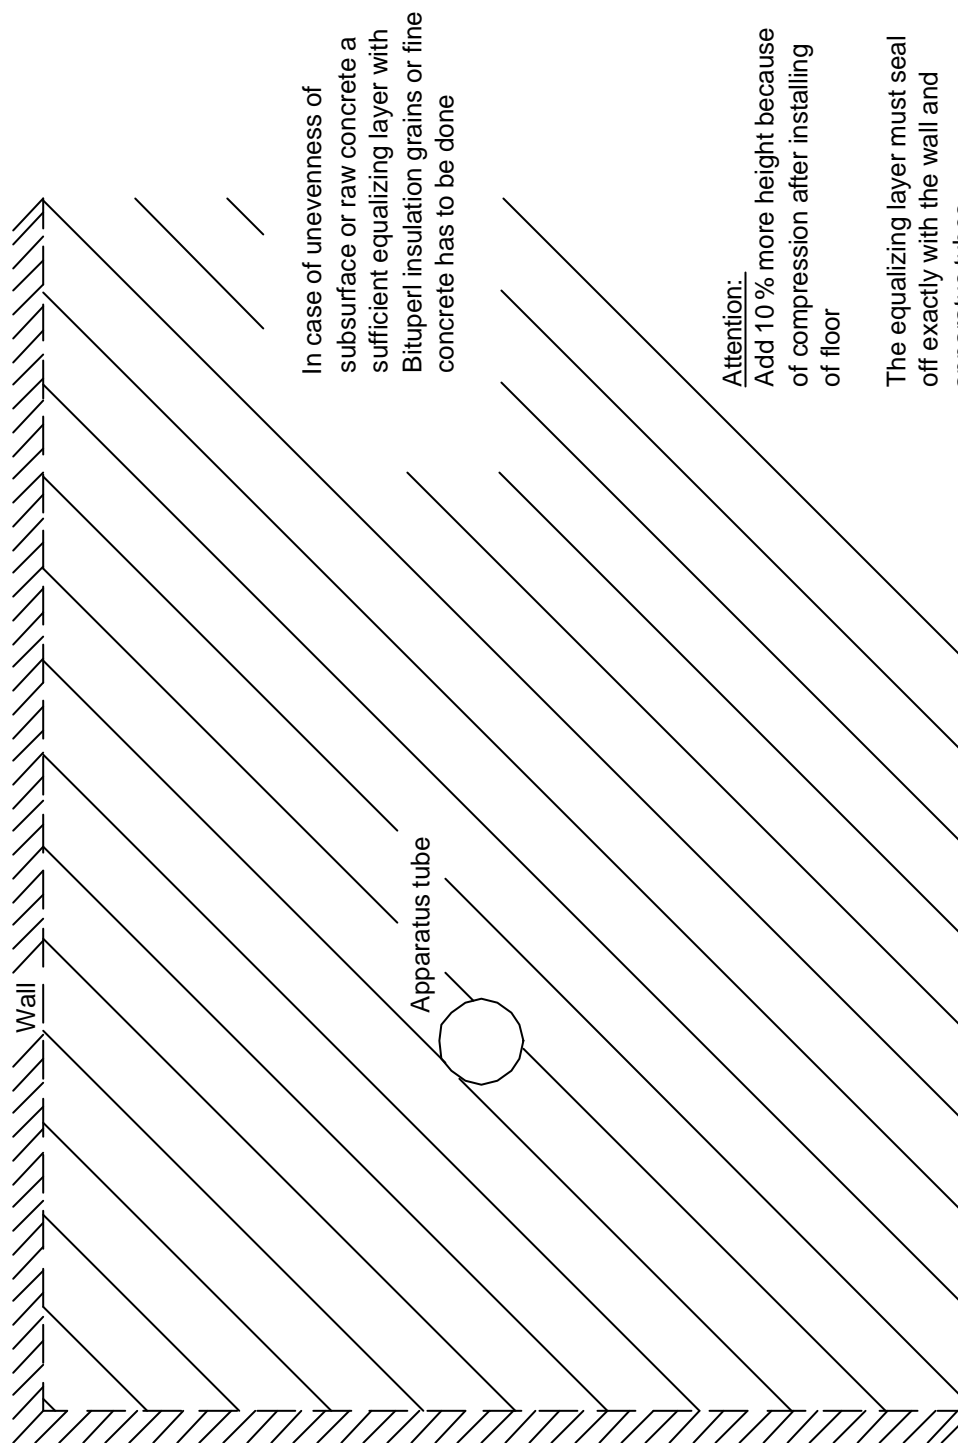 Wall
In case of unevenness of
subsurface or raw concrete a
sufficient equalizing layer with
Bituperl insulation grains or fine
concrete has to be done
Apparatus tube
Attention:
Add 10 % more height because
of compression after installing
of floor
The equalizing layer must seal
off exactly with the wall and